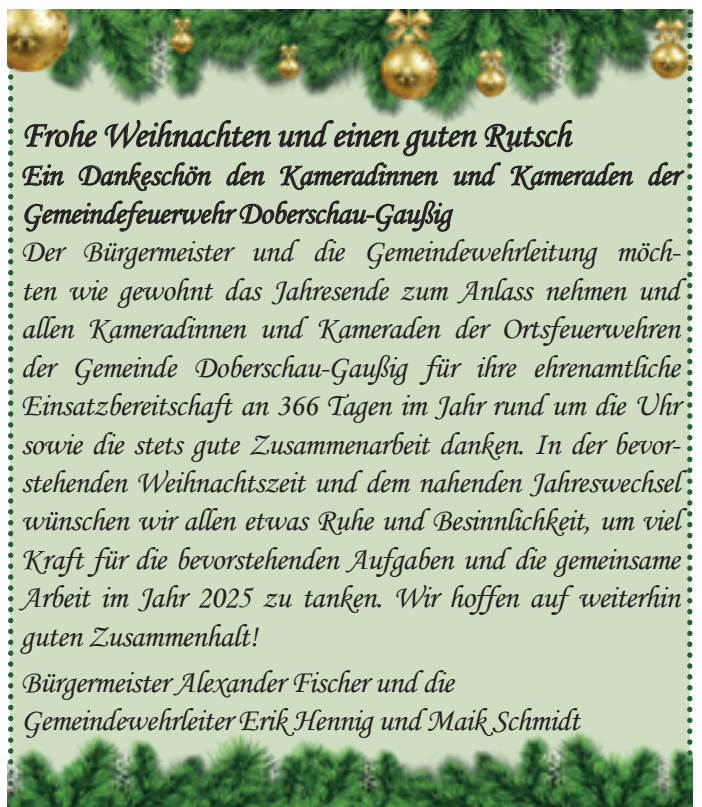 Frohe Weihnachten und einen guten Rutsch
Ein Dankeschön den Kameradinnen und Kameraden der
Gemeindefeuerwehr Doberschau-Gaußig
Der Bürgermeister und die Gemeindewehrleitung möch-
ten wie gewohnt das Jahresende zum Anlass nehmen und
allen Kameradinnen und Kameraden der Ortsfeuerwehren
der Gemeinde Doberschau-Gaußig für ihre ehrenamtliche
Einsatzbereitschaft an 366 Tagen im Jahr rund um die Uhr
sowie die stets gute Zusammenarbeit danken. In der bevor-
stehenden Weihnachtszeit und dem nahenden Jahreswechsel
wünschen wir allen etwas Ruhe und Besinnlichkeit, um viel
Kraft für die bevorstehenden Aufgaben und die gemeinsame
Arbeit im Jahr 2025 zu tanken. Wir hoffen auf weiterhin
guten Zusammenhalt!
Bürgermeister Alexander Fischer und die
Gemeindewehrleiter Erik Hennig und Maik Schmidt